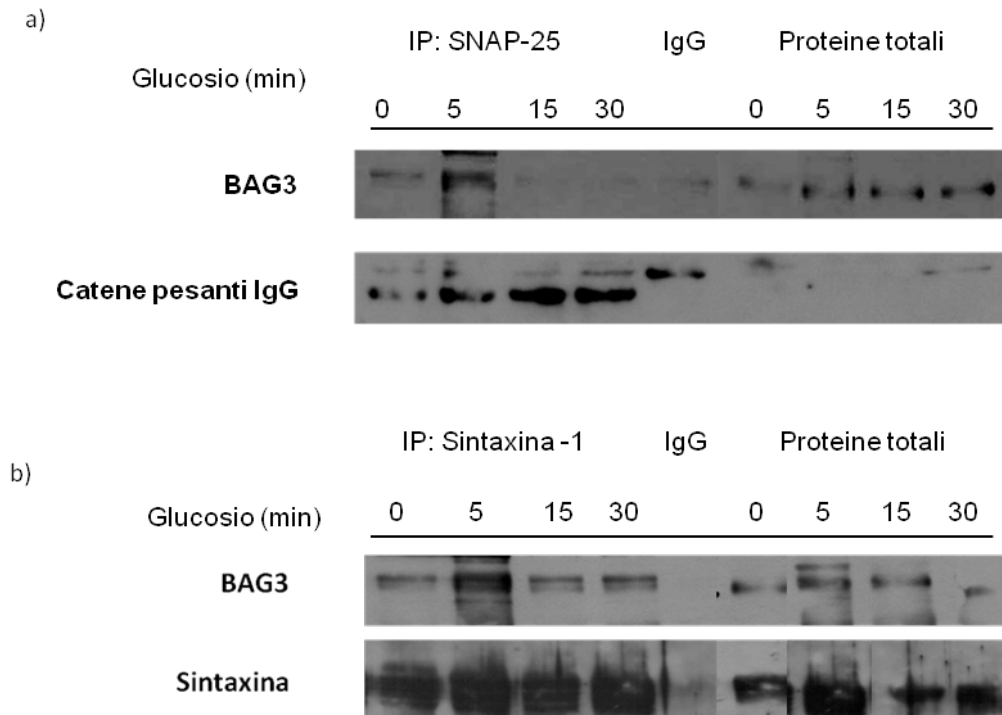 a)
IP: SNAP-25 IgG Proteine totali
Glucosio (min)
0 5 15 30 0 5 15 30
BAG3
Catene pesanti IgG
IP: Sintaxina -1 IgG Proteine totali
b)
Glucosio (min)
0 5 15 30 0 5 15 30
BAG3
Sintaxina